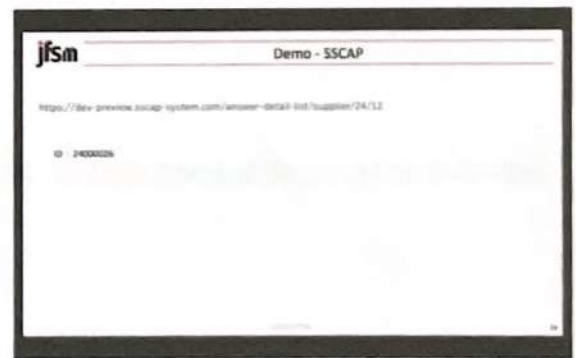 jfsm
Demo - SSCAP
https://dev-preview.sscap-system.com/answer-detail-list/supplier/24/12
ID : 24000026